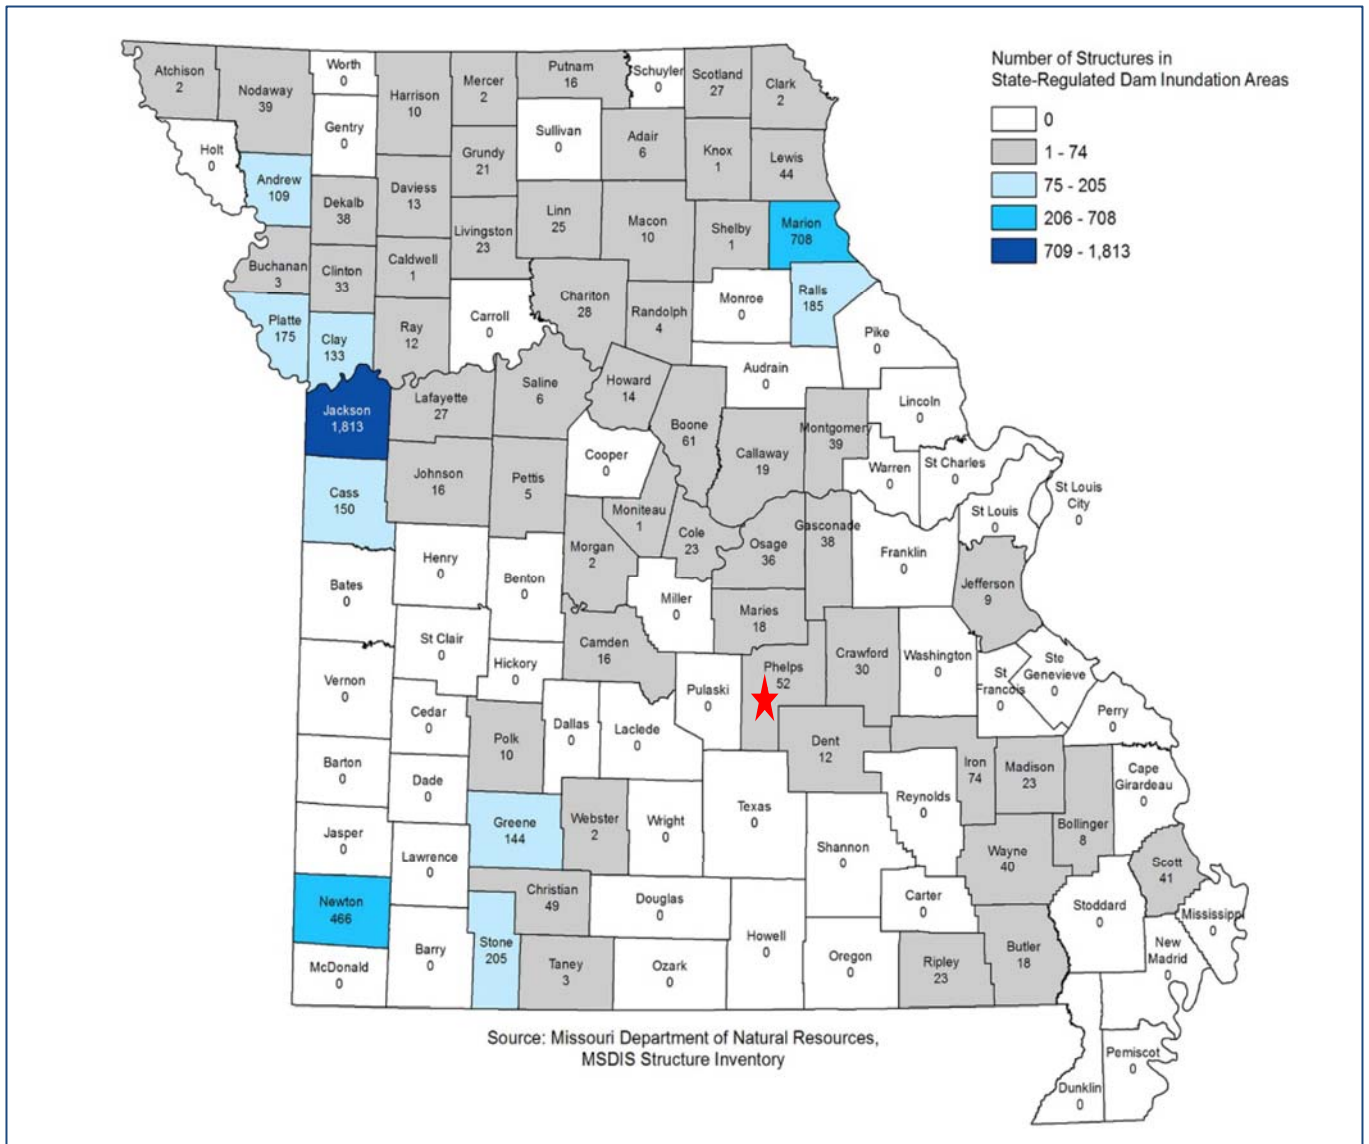 Number of Structures in
State-Regulated Dam Inundation Areas
0
1 - 74
75 - 205
206 - 708
709 - 1,813
Atchison
2
Nodaway
39
Worth
0
Gentry
0
Harrison
10
Mercer
2
Putnam
16
Schuyler
0
Scotland
27
Clark
2
Holt
0
Andrew
109
Dekalb
38
Daviess
13
Grundy
21
Sullivan
0
Adair
6
Knox
1
Lewis
44
Buchanan
3
Clinton
33
Caldwell
1
Livingston
23
Linn
25
Macon
10
Shelby
1
Marion
708
Platte
175
Clay
133
Ray
12
Carroll
0
Chariton
28
Randolph
4
Monroe
0
Ralls
185
Pike
0
Audrain
0
Jackson
1,813
Lafayette
27
Saline
6
Howard
14
Boone
61
Callaway
19
Montgomery
39
Lincoln
0
Warren
0
St Charles
0
St Louis
0
St Louis
City
0
Cass
150
Johnson
16
Pettis
5
Cooper
0
Moniteau
1
Cole
23
Osage
36
Gasconade
38
Franklin
0
Jefferson
9
Bates
0
Henry
0
Benton
0
Morgan
2
Miller
0
Maries
18
St Clair
0
Hickory
0
Camden
16
Pulaski
0
Phelps
52
Crawford
30
Washington
0
St
Francois
0
Ste
Genevieve
0
Perry
0
Vernon
0
Cedar
0
Polk
10
Dallas
0
Laclede
0
Dent
12
Iron
74
Madison
23
Cape
Girardeau
0
Barton
0
Dade
0
Greene
144
Webster
2
Wright
0
Texas
0
Reynolds
0
Bollinger
8
Jasper
0
Lawrence
0
Shannon
0
Wayne
40
Scott
41
Newton
466
Christian
49
Douglas
0
Howell
0
Carter
0
Stoddard
0
Mississippi
0
McDonald
0
Barry
0
Stone
205
Taney
3
Ozark
0
Oregon
0
Ripley
23
Butler
18
New
Madrid
0
Pemiscot
0
Dunklin
0
Source: Missouri Department of Natural Resources,
MSDIS Structure Inventory